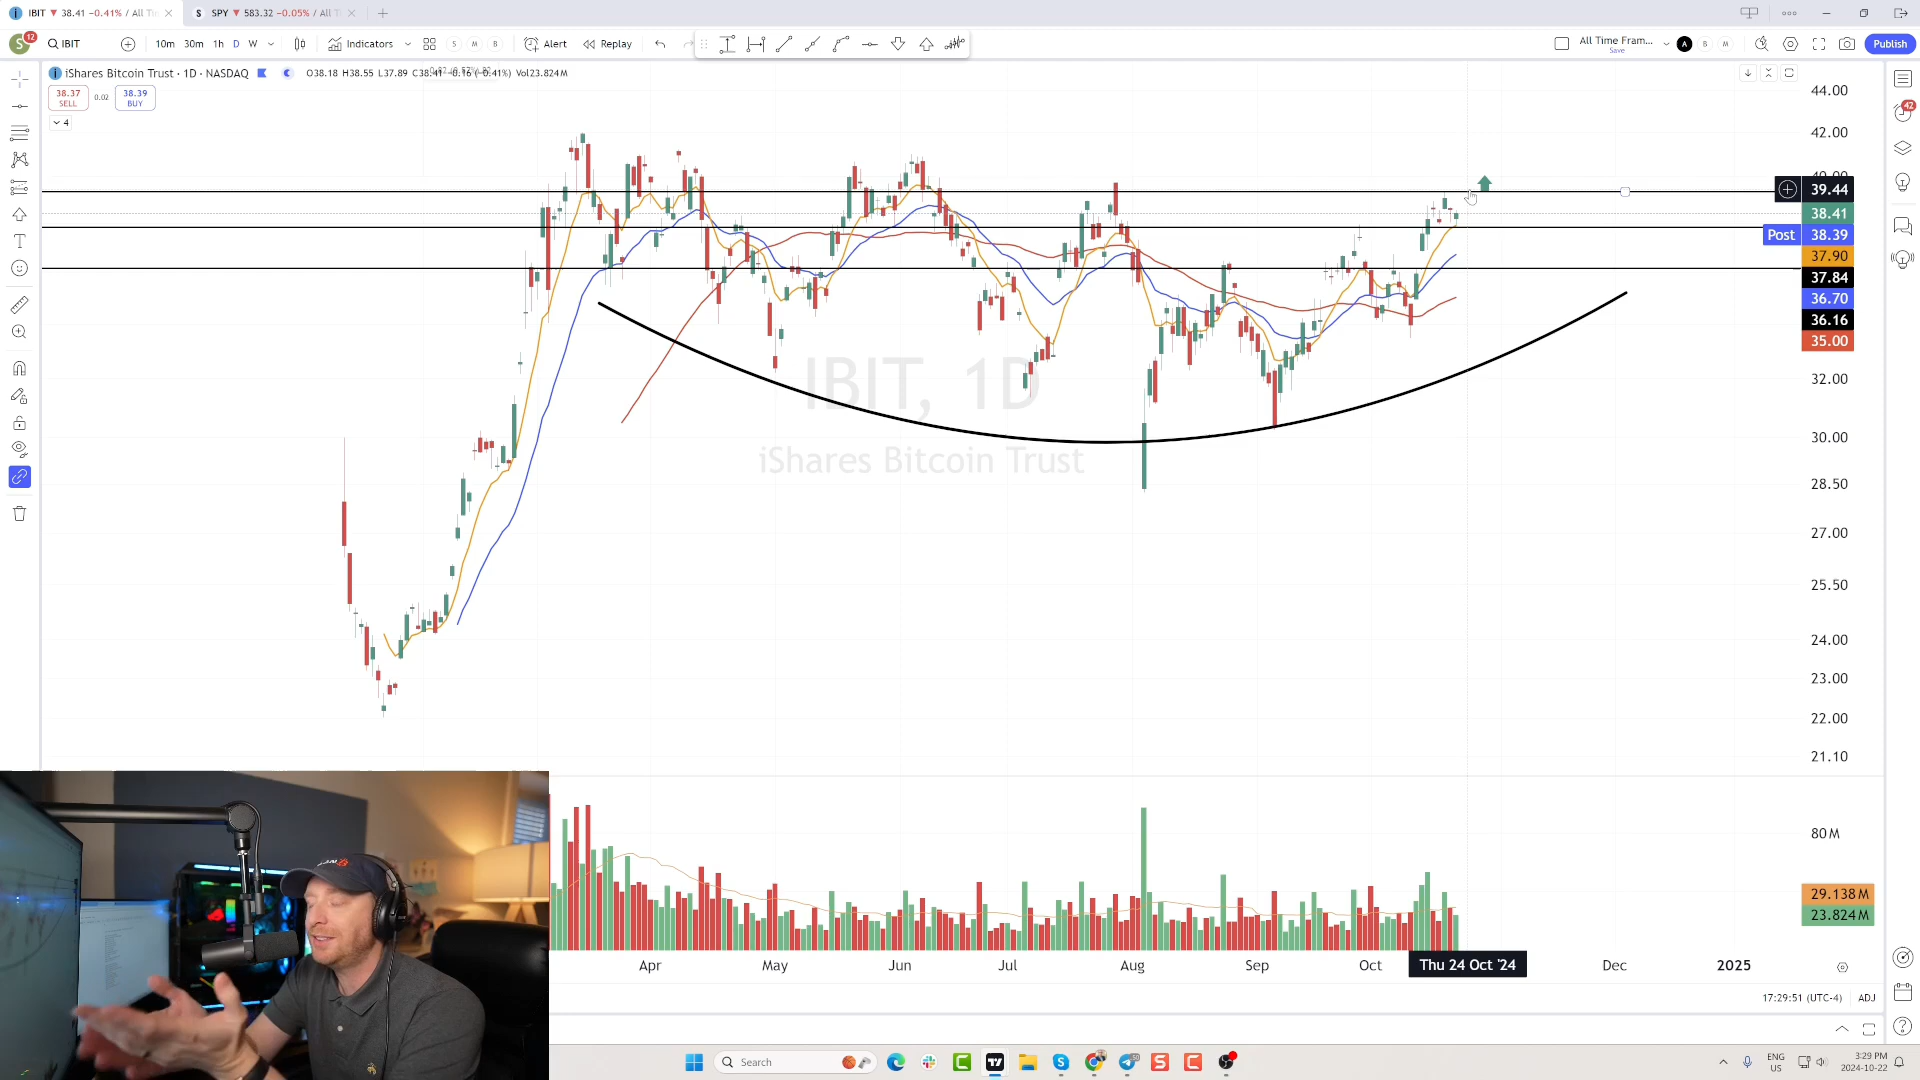 IBIT ▼ 38.41 −0.41% / All Ti
SPY ▼ 583.32 −0.05% / All T
S 12
IBIT
10m 30m 1h D W
Indicators
S M B
Alert
Replay
All Time Fram...
Save
A B M
Publish
iShares Bitcoin Trust · 1D · NASDAQ
O38.18 H38.55 L37.89 C38.41 −0.16 (−0.41%) Vol23.824M
38.37
SELL
0.02
38.39
BUY
4
44.00
42.00
39.44
38.41
Post 38.39
37.90
37.84
36.70
36.16
35.00
32.00
30.00
28.50
27.00
25.50
24.00
23.00
22.00
21.10
IBIT, 1D
iShares Bitcoin Trust
42
80M
29.138M
23.824M
Apr May Jun Jul Aug Sep Oct Thu 24 Oct '24 Dec 2025
17:29:51 (UTC-4) ADJ
Search
ENG
US
3:29 PM
2024-10-22